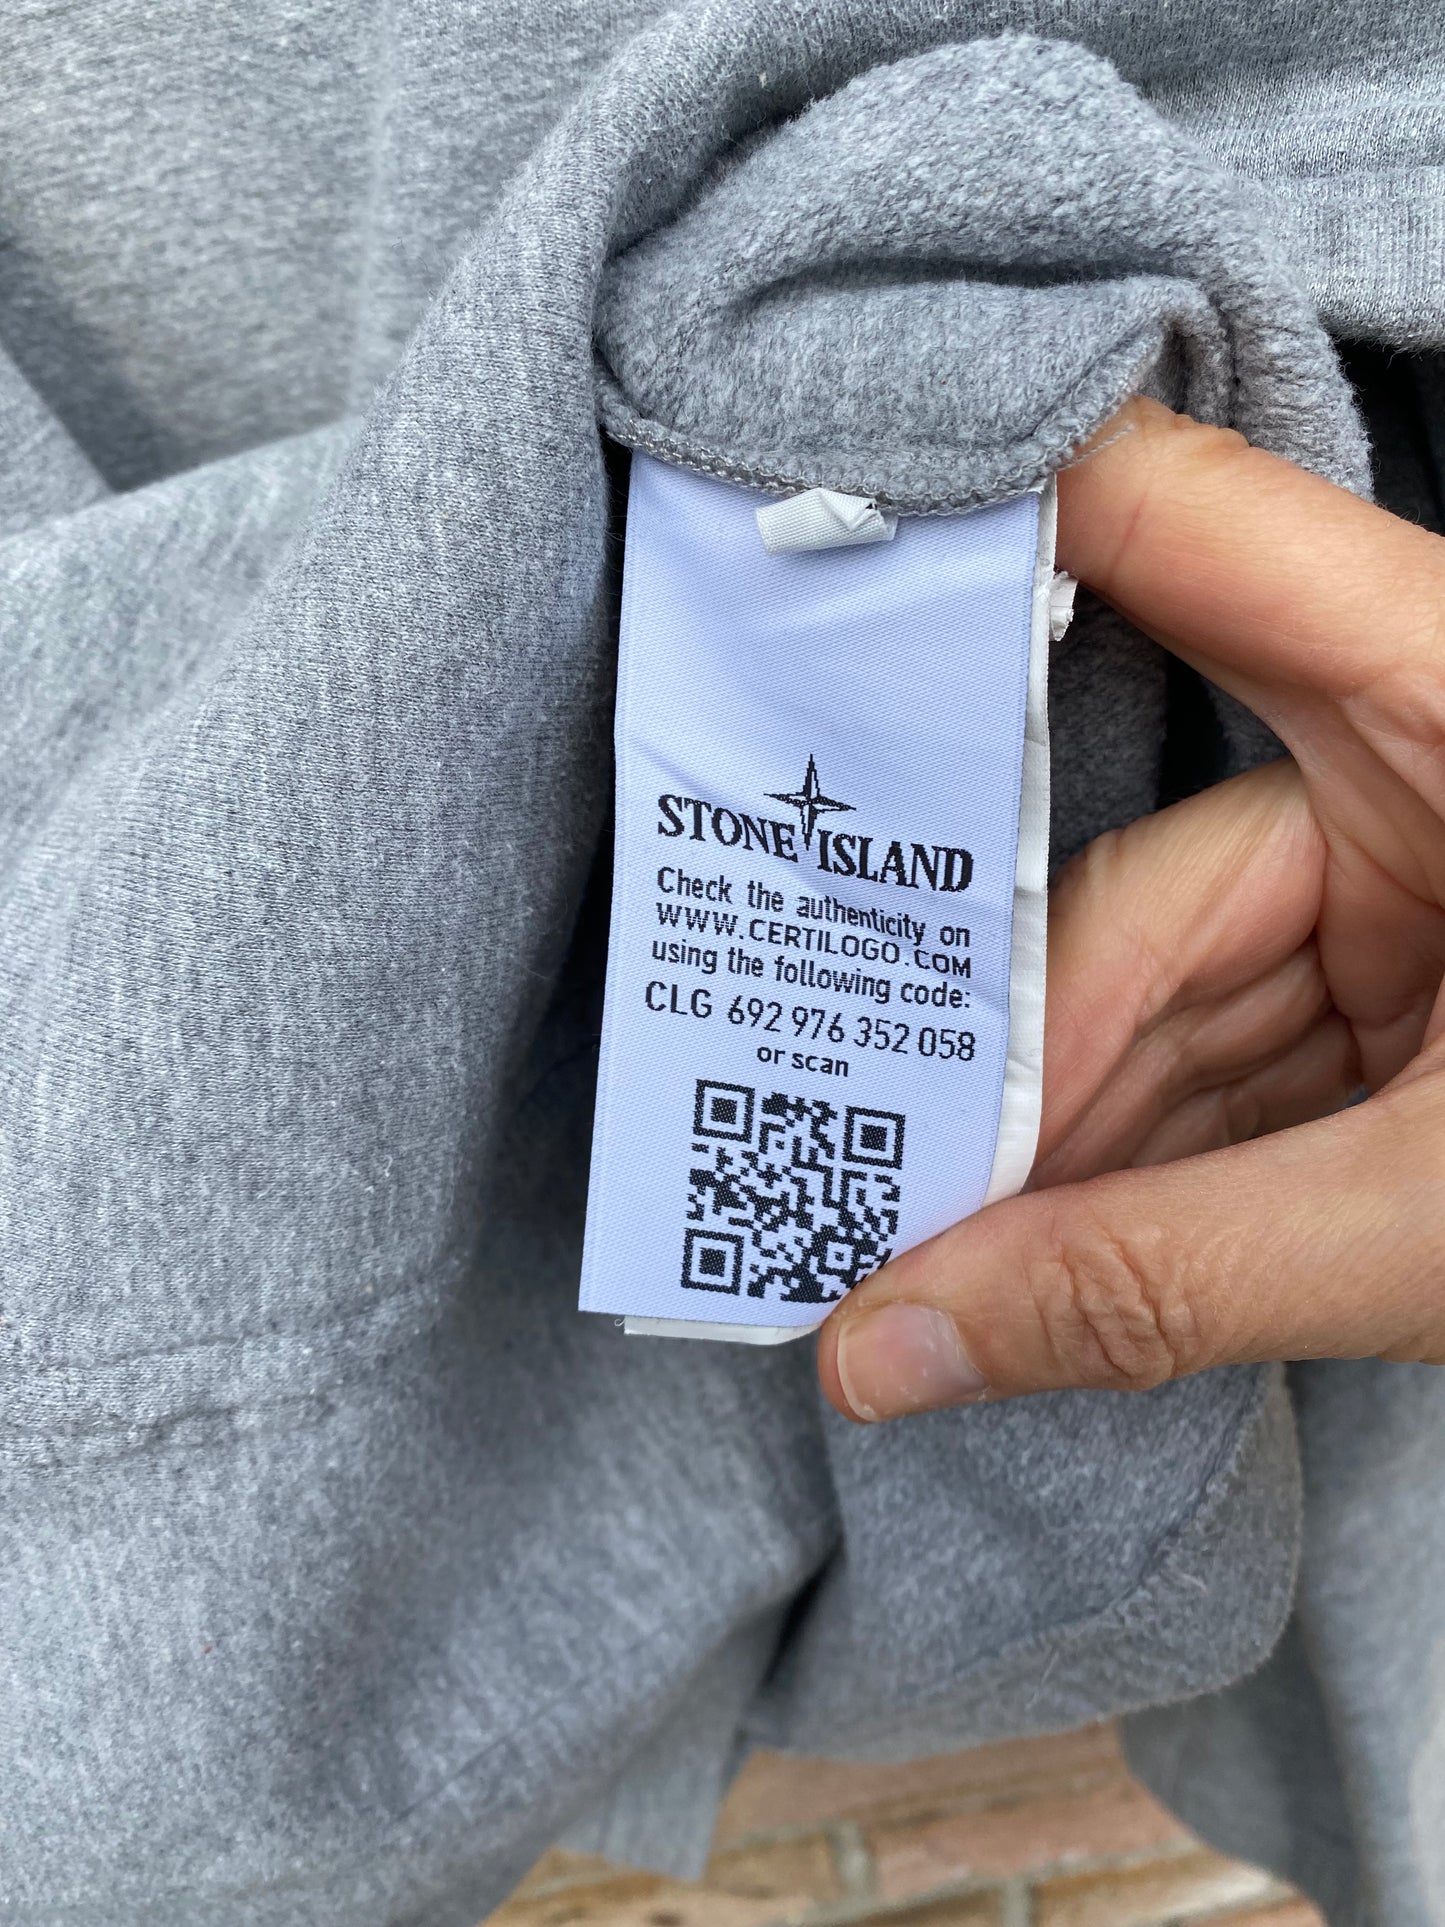 STONE ISLAND
Check the authenticity on
WWW.CERTILOGO.COM
using the following code:
CLG 692 976 352 058
or scan